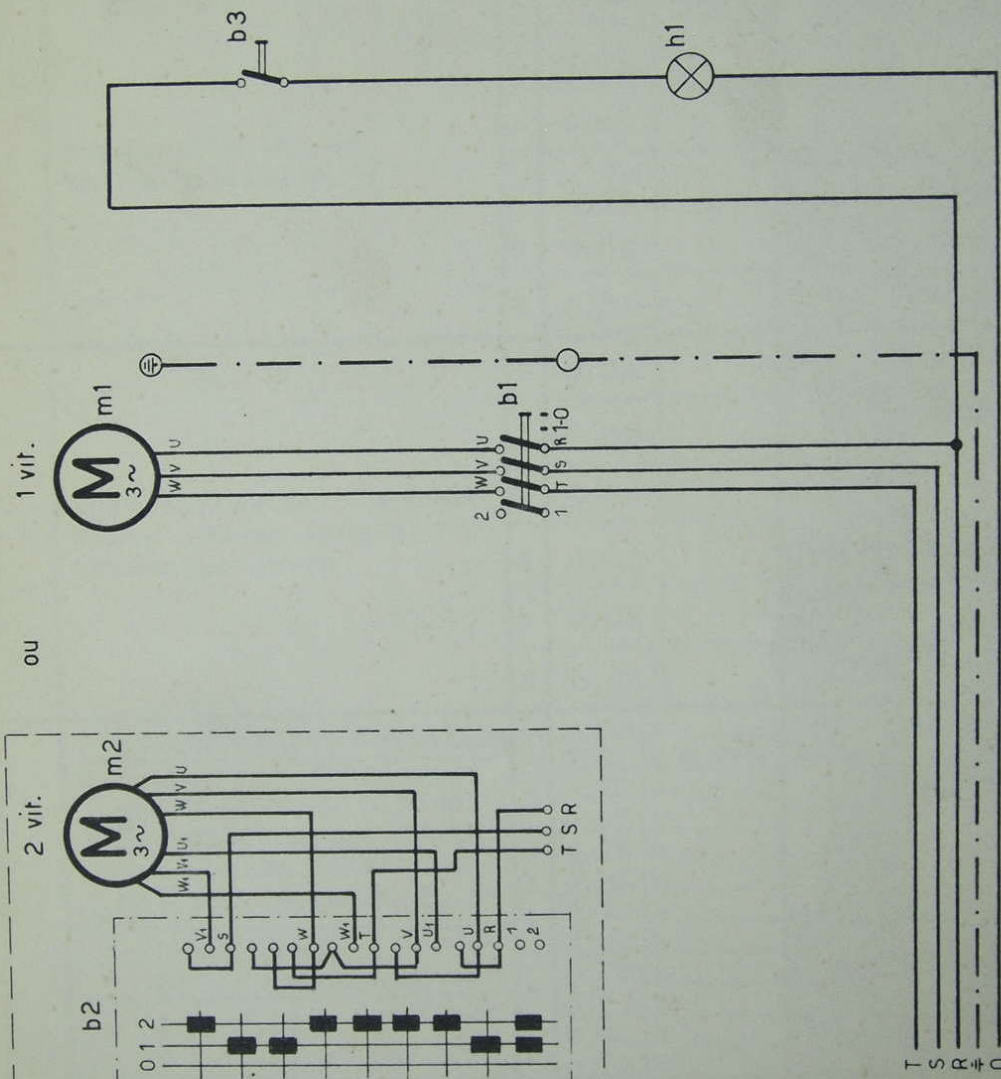 b3
h1
1 vit.
M
3~
m1
W V U
b1
2 W V U
1 T S R 1-0
ou
2 vit.
M
3~
m2
W₁ V₁ U₁ W V U
T S R
b2
V₁
S
W
W₁
T
V
U₁
U
R
1
2
0 1 2
T
S
R